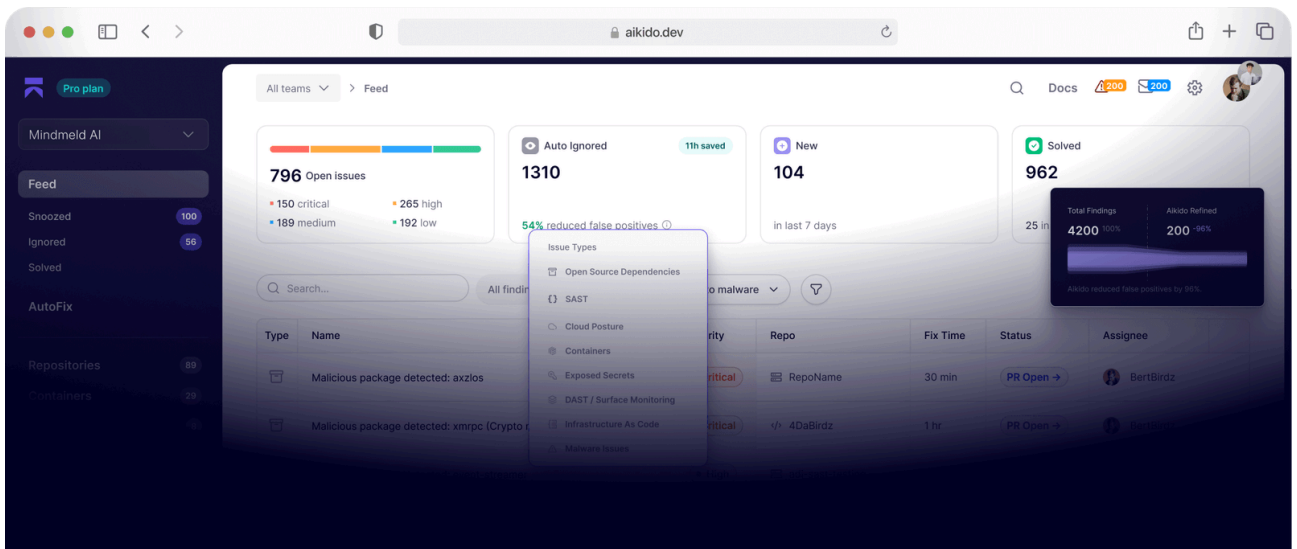 aikido.dev
Pro plan
All teams > Feed
Docs
200
200
Mindmeld AI
Feed
Snoozed 100
Ignored 56
Solved
AutoFix
Repositories 89
Containers 29
796 Open issues
150 critical
265 high
189 medium
192 low
Auto Ignored
11h saved
1310
54% reduced false positives
New
104
in last 7 days
Solved
962
25 in
Total Findings
Aikido Refined
4200 100%
200 -96%
Aikido reduced false positives by 96%.
Search...
All findin
o malware
Issue Types
Open Source Dependencies
SAST
Cloud Posture
Containers
Exposed Secrets
DAST / Surface Monitoring
Infrastructure As Code
Malware Issues
Type Name rity Repo Fix Time Status Assignee
Malicious package detected: axzlos ritical RepoName 30 min PR Open → BertBirdz
Malicious package detected: xmrpc (Crypto ritical 4DaBirdz 1 hr PR Open →